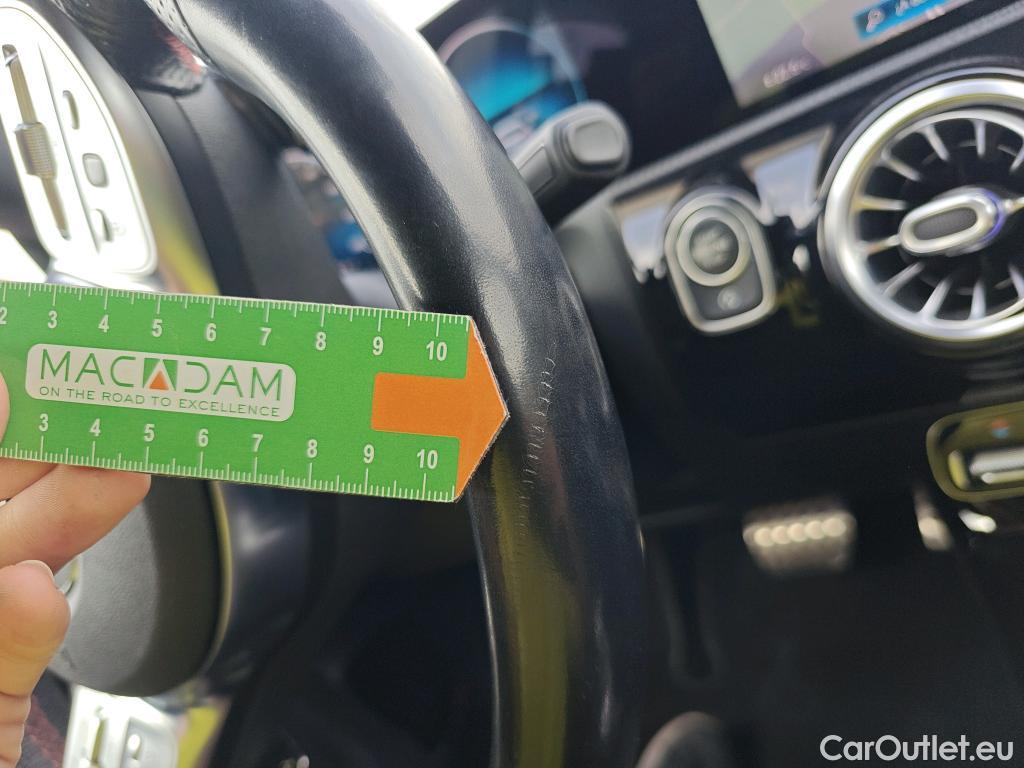 2 3 4 5 6 7 8 9 10
MACADAM
ON THE ROAD TO EXCELLENCE
3 4 5 6 7 8 9 10
CarOutlet.eu